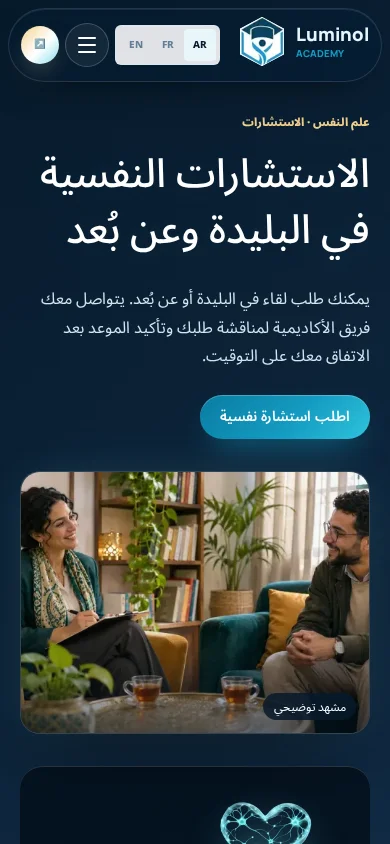 Luminol
ACADEMY
AR
FR
EN
علم النفس · الاستشارات
الاستشارات النفسية
في البليدة وعن بُعد
يمكنك طلب لقاء في البليدة أو عن بُعد. يتواصل معك
فريق الأكاديمية لمناقشة طلبك وتأكيد الموعد بعد
الاتفاق معك على التوقيت.
اطلب استشارة نفسية
مشهد توضيحي